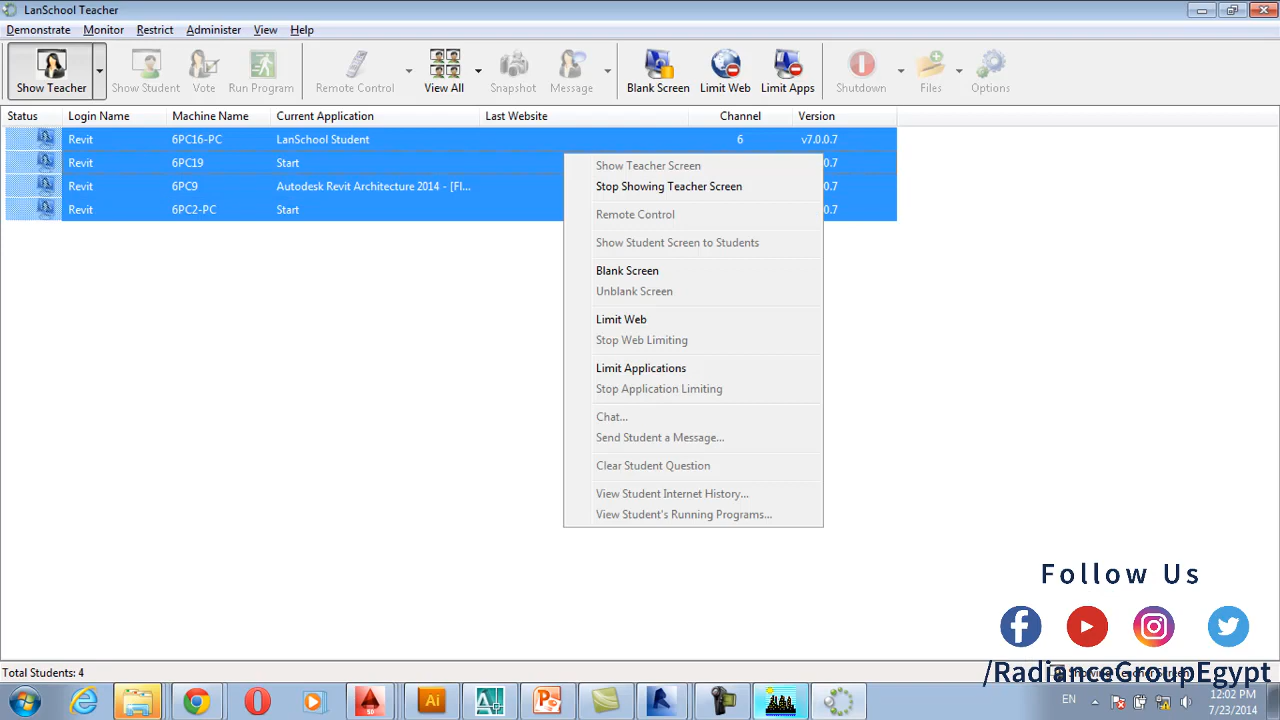 LanSchool Teacher
Demonstrate Monitor Restrict Administer View Help
Show Teacher Show Student Vote Run Program Remote Control View All Snapshot Message Blank Screen Limit Web Limit Apps Shutdown Files Options
Status Login Name Machine Name Current Application Last Website Channel Version
Revit 6PC16-PC LanSchool Student 6 v7.0.0.7
Revit 6PC19 Start 0.7
Revit 6PC9 Autodesk Revit Architecture 2014 - [Fl... 0.7
Revit 6PC2-PC Start 0.7
Show Teacher Screen
Stop Showing Teacher Screen
Remote Control
Show Student Screen to Students
Blank Screen
Unblank Screen
Limit Web
Stop Web Limiting
Limit Applications
Stop Application Limiting
Chat...
Send Student a Message...
Clear Student Question
View Student Internet History...
View Student's Running Programs...
Follow Us
/RadianceGroupEgypt
Total Students: 4
EN
12:02 PM
7/23/2014